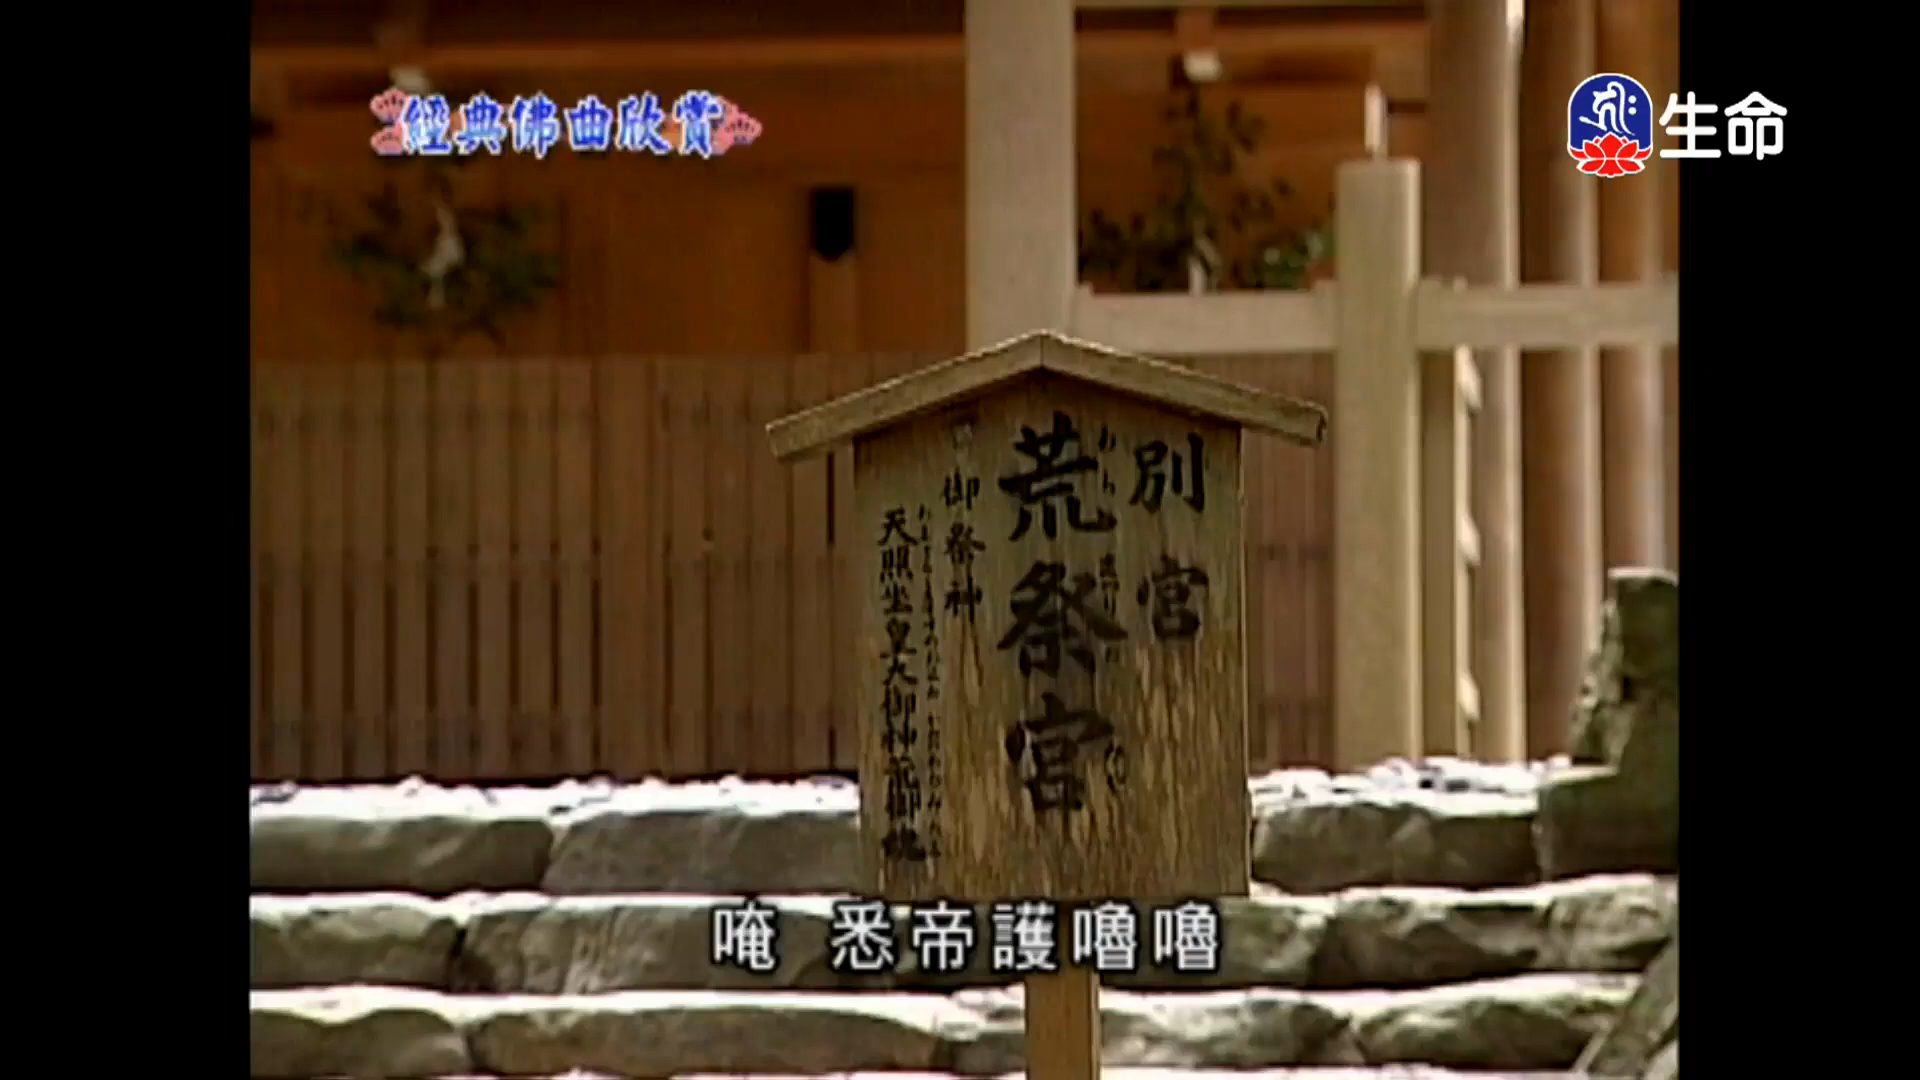 經典佛曲欣賞
生命
別宮
荒祭宮
御祭神
天照坐皇大御神荒御魂
唵 悉帝護嚕嚕